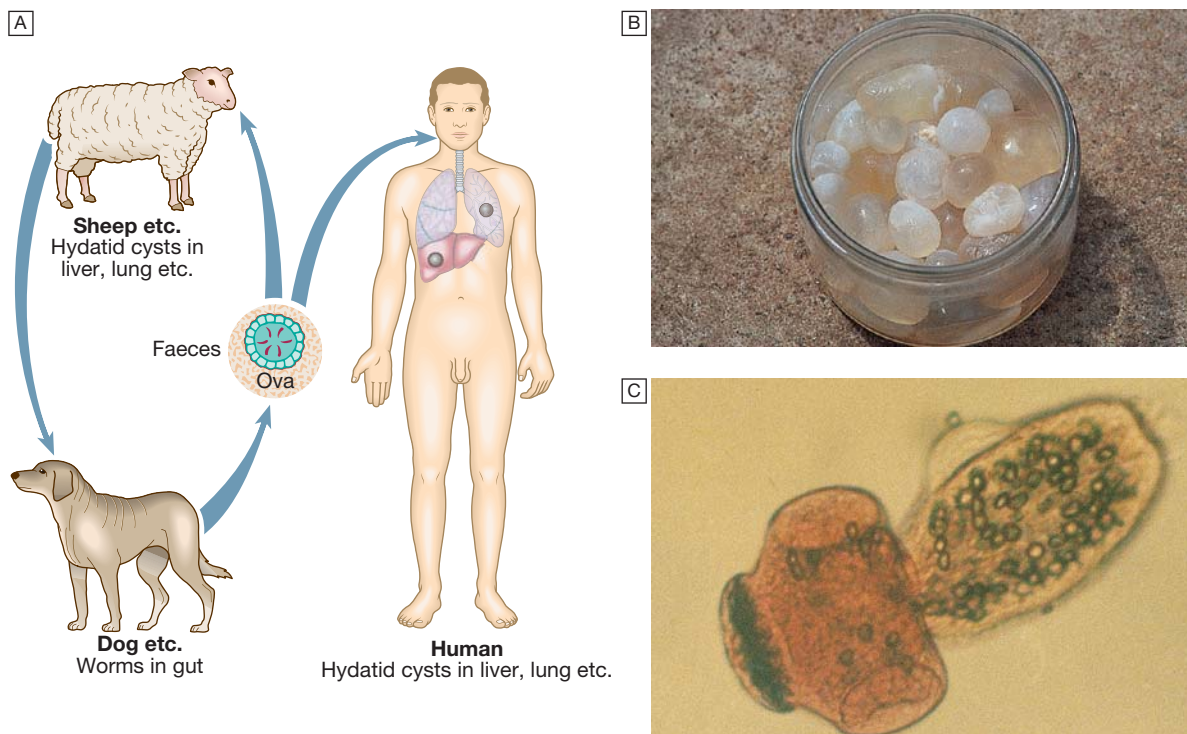 A
Sheep etc.
Hydatid cysts in
liver, lung etc.
Faeces
Ova
Dog etc.
Worms in gut
Human
Hydatid cysts in liver, lung etc.
B
C